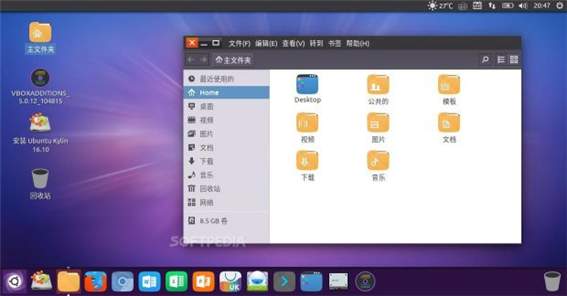 27℃
20:47
主文件夹
VBOXADDITIONS_
5.0.12_104815
安装 Ubuntu Kylin
16.10
回收站
文件(F) 编辑(E) 查看(V) 转到 书签 帮助(H)
主文件夹
最近使用的
Home
桌面
视频
图片
文档
下载
音乐
回收站
网络
8.5 GB 卷
Desktop
公共的
模板
视频
图片
文档
下载
音乐
SOFTPEDIA
UK